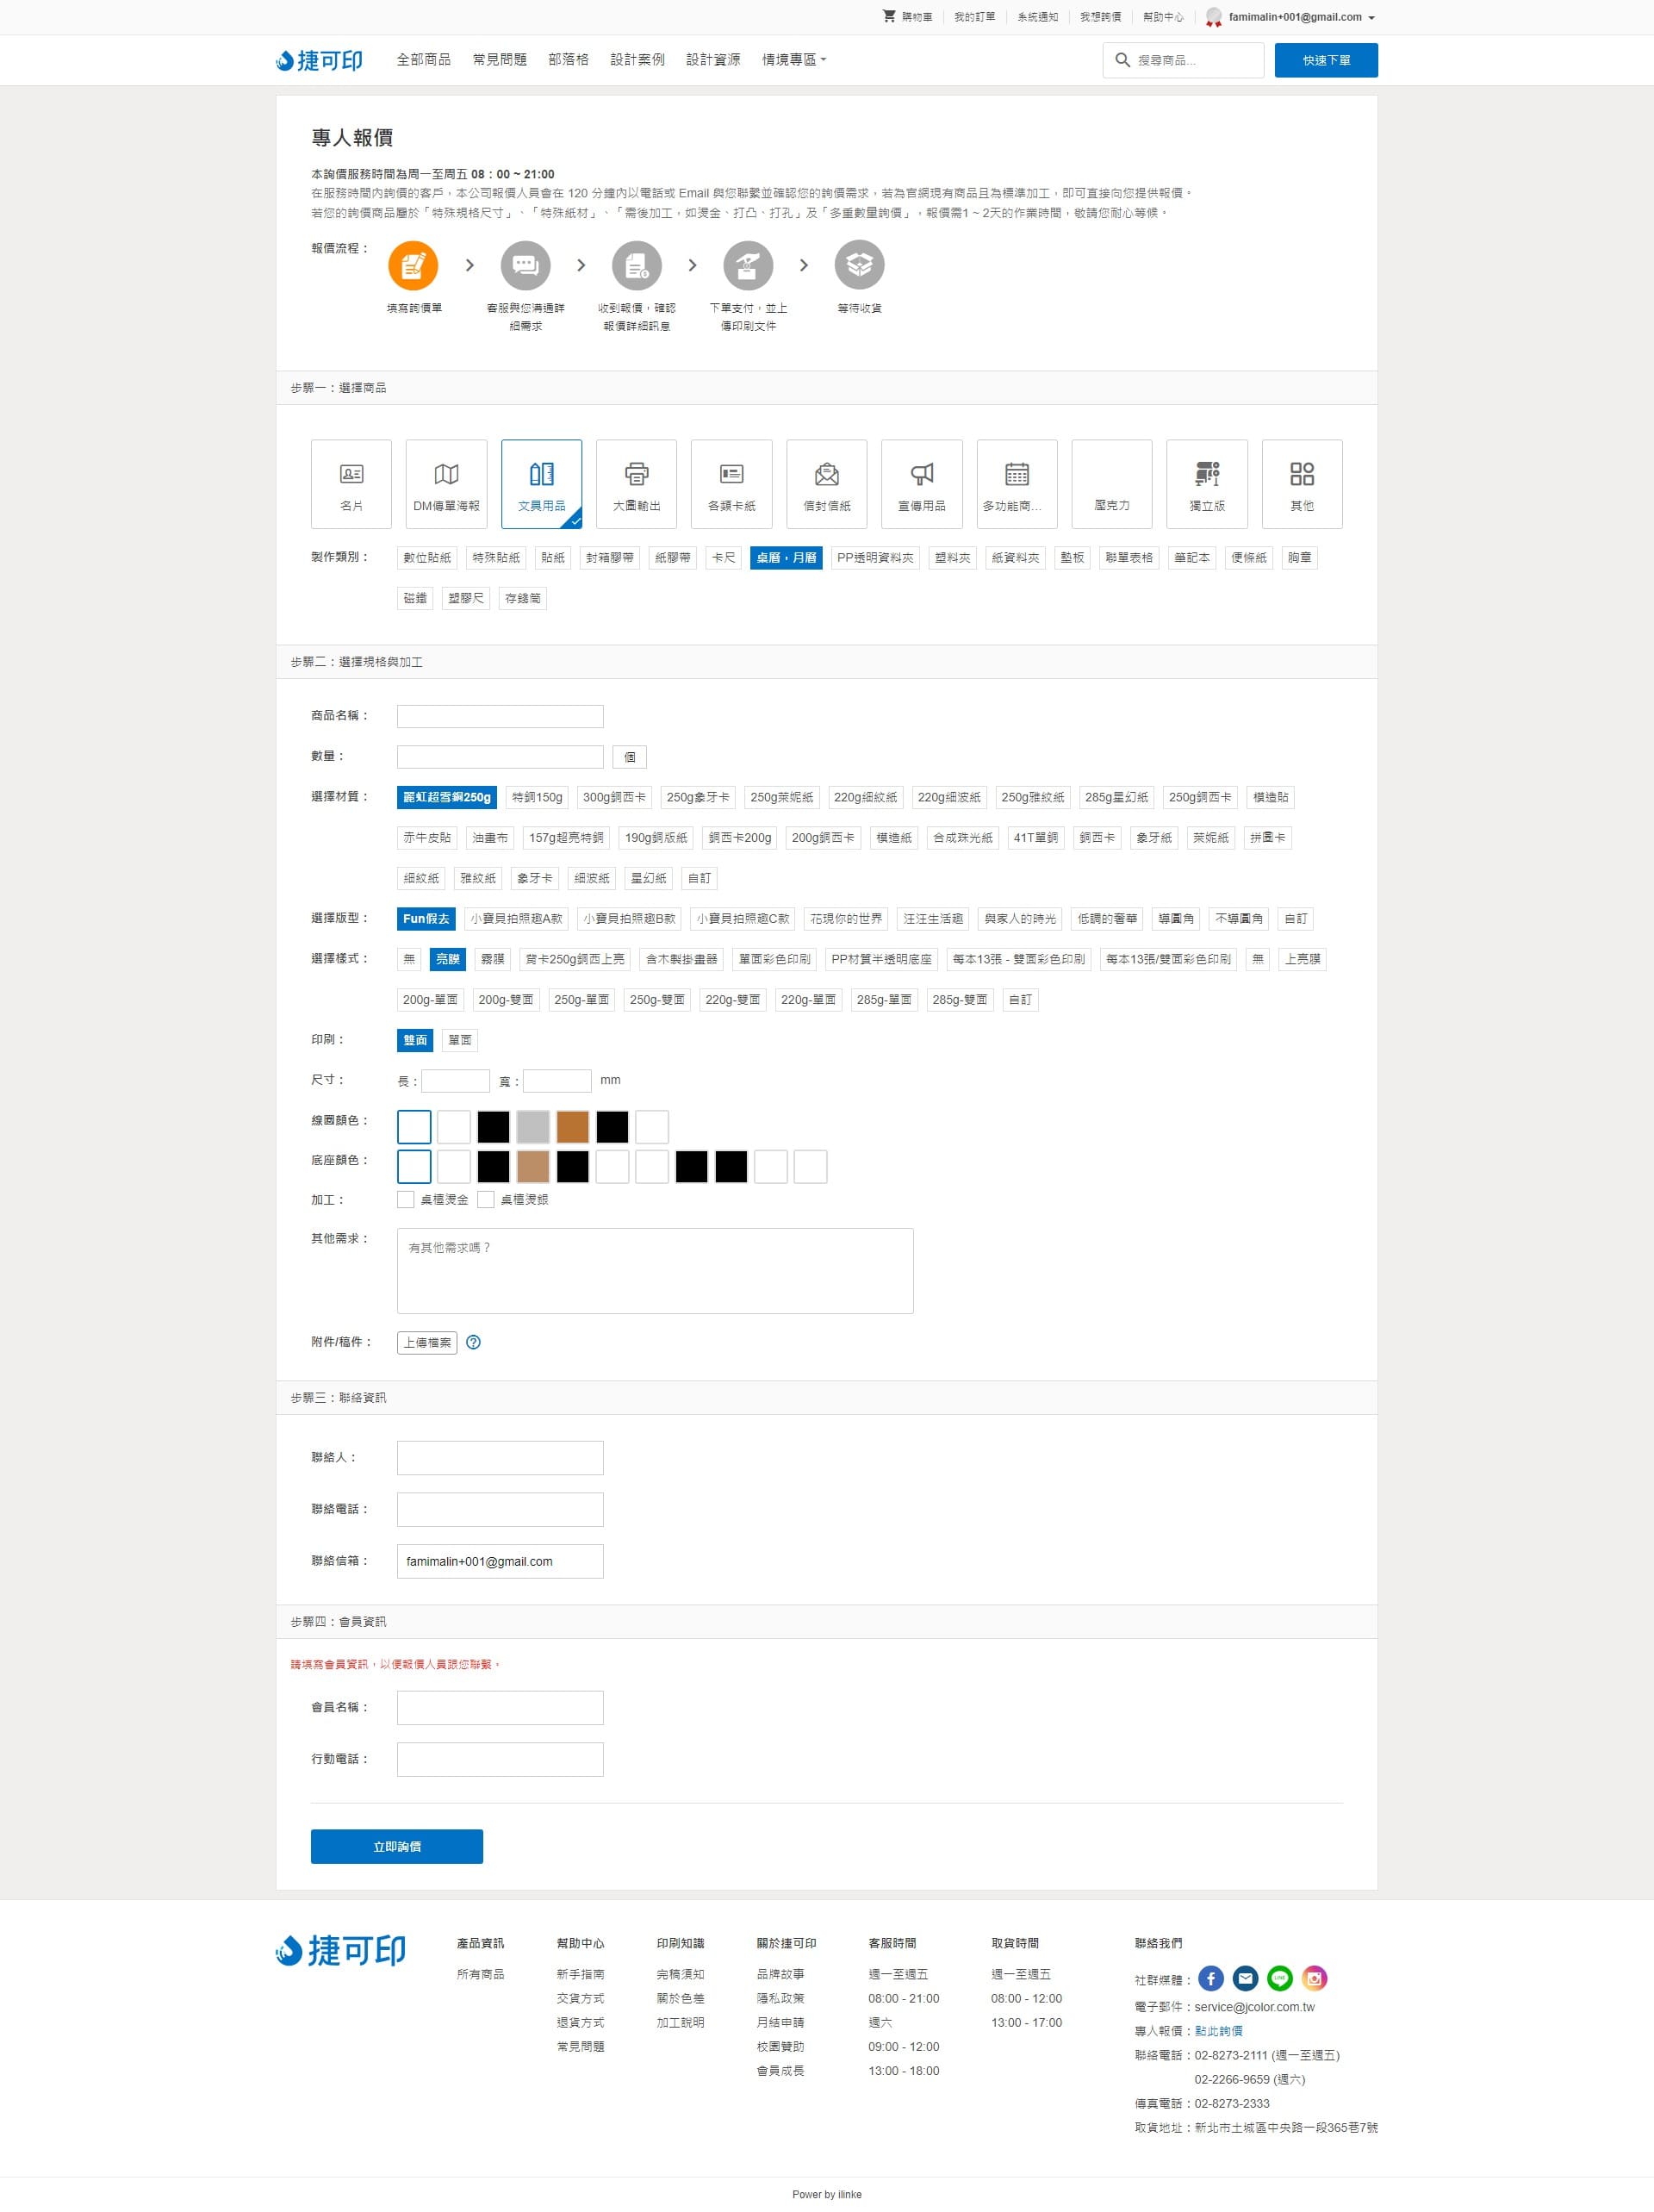 購物車 我的訂單 系統通知 我想詢價 幫助中心 famimalin+001@gmail.com
捷可印 全部商品 常見問題 部落格 設計案例 設計資源 情境專區 搜尋商品... 快速下單
專人報價
本詢價服務時間為周一至周五 08：00 ~ 21:00
在服務時間內詢價的客戶，本公司報價人員會在 120 分鐘內以電話或 Email 與您聯繫並確認您的詢價需求，若為官網現有商品且為標準加工，即可直接向您提供報價。
若您的詢價商品屬於「特殊規格尺寸」、「特殊紙材」、「需後加工，如燙金、打凸、打孔」及「多重數量詢價」，報價需1 ~ 2天的作業時間，敬請您耐心等候。
報價流程：
填寫詢價單 客服與您溝通詳 收到報價，確認 下單支付，並上 等待收貨
細需求 報價詳細訊息 傳印刷文件
步驟一：選擇商品
名片 DM傳單海報 文具用品 大圖輸出 各類卡紙 信封信紙 宣傳用品 多功能商... 壓克力 獨立版 其他
製作類別： 數位貼紙 特殊貼紙 貼紙 封箱膠帶 紙膠帶 卡尺 桌曆，月曆 PP透明資料夾 塑料夾 紙資料夾 墊板 聯單表格 筆記本 便條紙 胸章
磁鐵 塑膠尺 存錢筒
步驟二：選擇規格與加工
商品名稱：
數量： 個
選擇材質： 麗虹超雪銅250g 特銅150g 300g銅西卡 250g象牙卡 250g萊妮紙 220g細紋紙 220g細波紙 250g雅紋紙 285g星幻紙 250g銅西卡 模造貼
赤牛皮貼 油畫布 157g超亮特銅 190g銅版紙 銅西卡200g 200g銅西卡 模造紙 合成珠光紙 41T單銅 銅西卡 象牙紙 萊妮紙 拼圖卡
細紋紙 雅紋紙 象牙卡 細波紙 星幻紙 自訂
選擇版型： Fun假去 小寶貝拍照趣A款 小寶貝拍照趣B款 小寶貝拍照趣C款 花現你的世界 汪汪生活趣 與家人的時光 低調的奢華 導圓角 不導圓角 自訂
選擇樣式： 無 亮膜 霧膜 背卡250g銅西上亮 含木製掛畫器 單面彩色印刷 PP材質半透明底座 每本13張 - 雙面彩色印刷 每本13張/雙面彩色印刷 無 上亮膜
200g-單面 200g-雙面 250g-單面 250g-雙面 220g-雙面 220g-單面 285g-單面 285g-雙面 自訂
印刷： 雙面 單面
尺寸： 長： 寬： mm
線圈顏色：
底座顏色：
加工： 桌檯燙金 桌檯燙銀
其他需求： 有其他需求嗎？
附件/稿件： 上傳檔案
步驟三：聯絡資訊
聯絡人：
聯絡電話：
聯絡信箱： famimalin+001@gmail.com
步驟四：會員資訊
請填寫會員資訊，以便報價人員跟您聯繫。
會員名稱：
行動電話：
立即詢價
捷可印 產品資訊 幫助中心 印刷知識 關於捷可印 客服時間 取貨時間 聯絡我們
所有商品 新手指南 完稿須知 品牌故事 週一至週五 週一至週五 社群媒體：
交貨方式 關於色差 隱私政策 08:00 - 21:00 08:00 - 12:00 電子郵件：service@jcolor.com.tw
退貨方式 加工說明 月結申請 週六 13:00 - 17:00 專人報價：點此詢價
常見問題 校園贊助 09:00 - 12:00 聯絡電話：02-8273-2111 (週一至週五)
會員成長 13:00 - 18:00 02-2266-9659 (週六)
傳真電話：02-8273-2333
取貨地址：新北市土城區中央路一段365巷7號
Power by ilinke